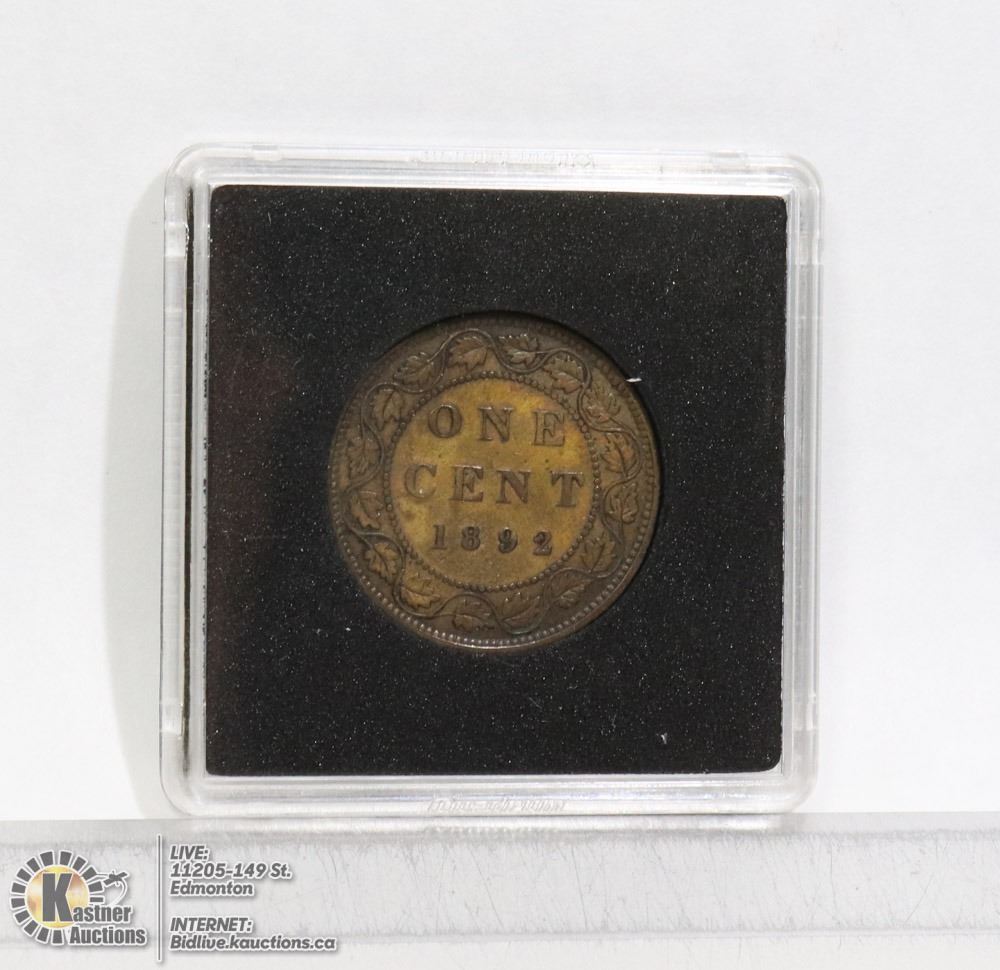 ONE
CENT
1892
Kastner
Auctions
LIVE:
11205-149 St.
Edmonton
INTERNET:
Bidlive.kauctions.ca